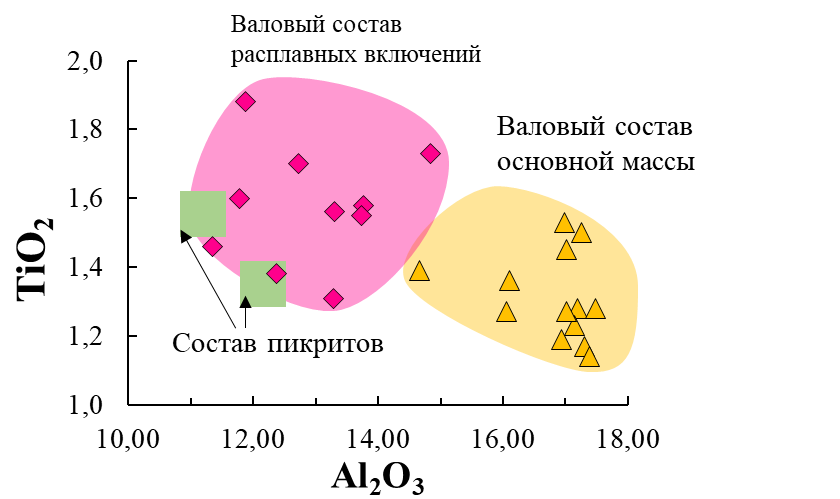 Валовый состав
расплавных включений
2,0
1,8
Валовый состав
основной массы
1,6
1,4
1,2
1,0
TiO₂
Состав пикритов
10,00 12,00 14,00 16,00 18,00
Al₂O₃